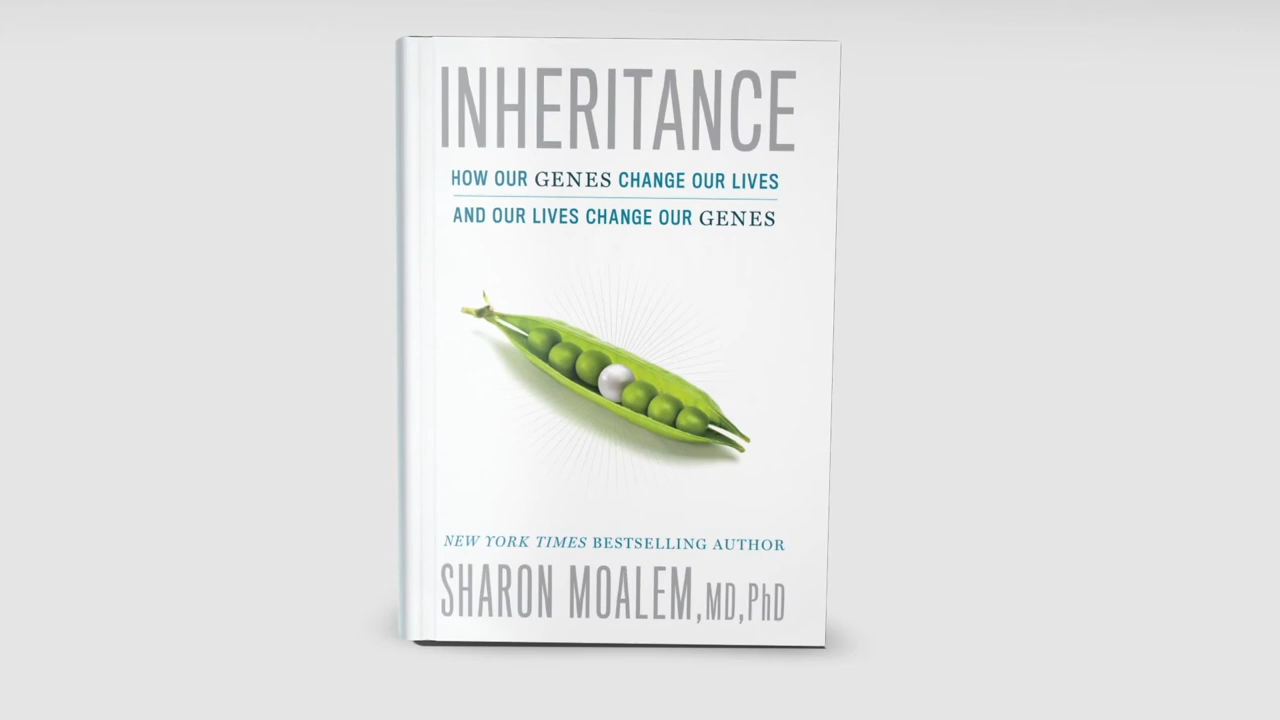 INHERITANCE
HOW OUR GENES CHANGE OUR LIVES
AND OUR LIVES CHANGE OUR GENES
NEW YORK TIMES BESTSELLING AUTHOR
SHARON MOALEM, MD, PhD